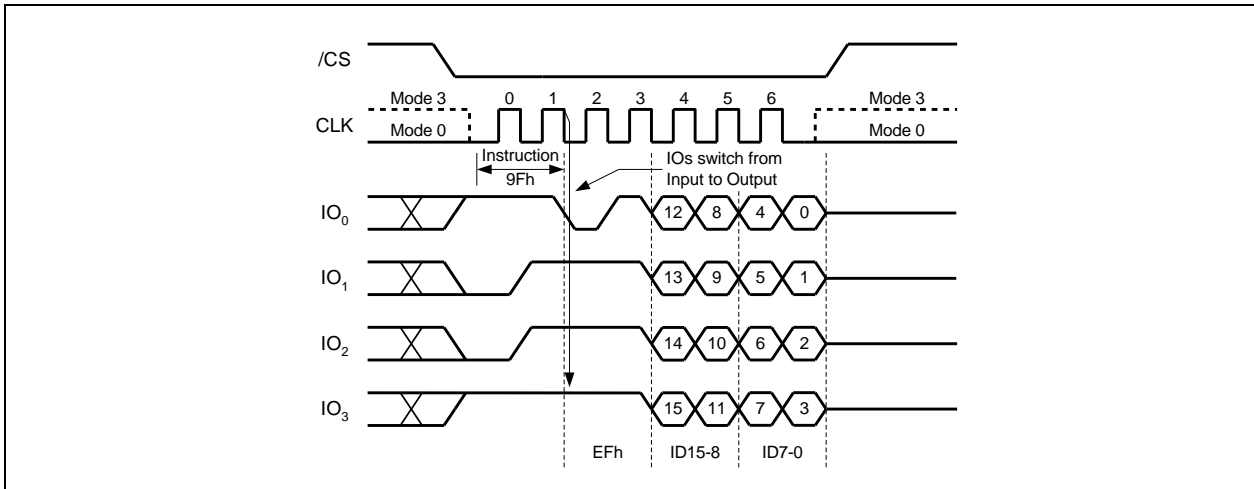 /CS
Mode 3 0 1 2 3 4 5 6 Mode 3
CLK
Mode 0 Mode 0
Instruction
9Fh
IOs switch from
Input to Output
IO0 12 8 4 0
IO1 13 9 5 1
IO2 14 10 6 2
IO3 15 11 7 3
EFh ID15-8 ID7-0